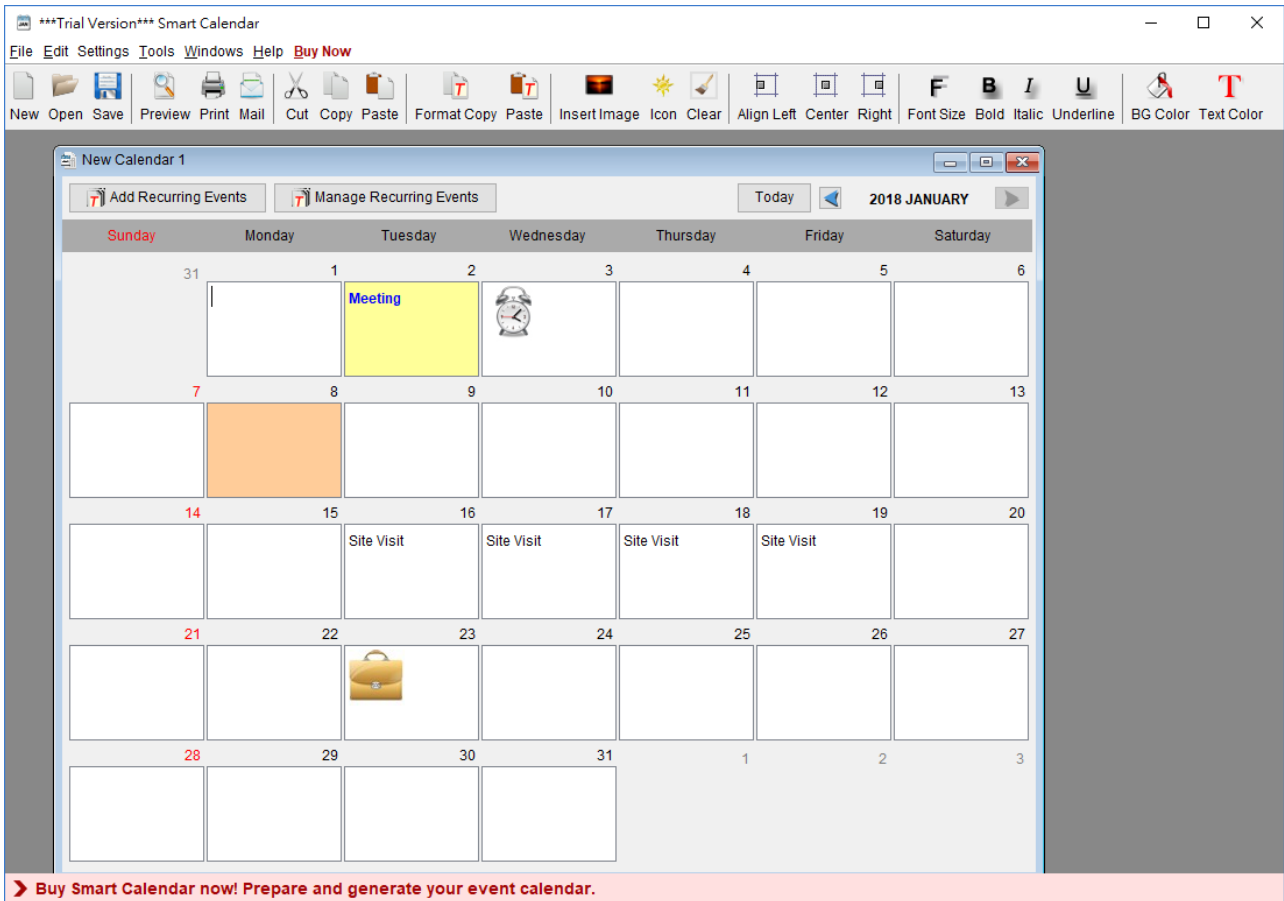 ***Trial Version*** Smart Calendar
File Edit Settings Tools Windows Help Buy Now
New Open Save Preview Print Mail Cut Copy Paste Format Copy Paste Insert Image Icon Clear Align Left Center Right Font Size Bold Italic Underline BG Color Text Color
New Calendar 1
Add Recurring Events Manage Recurring Events Today 2018 JANUARY
Sunday Monday Tuesday Wednesday Thursday Friday Saturday
31 1 2 3 4 5 6
Meeting
7 8 9 10 11 12 13
14 15 16 17 18 19 20
Site Visit Site Visit Site Visit Site Visit
21 22 23 24 25 26 27
28 29 30 31 1 2 3
Buy Smart Calendar now! Prepare and generate your event calendar.